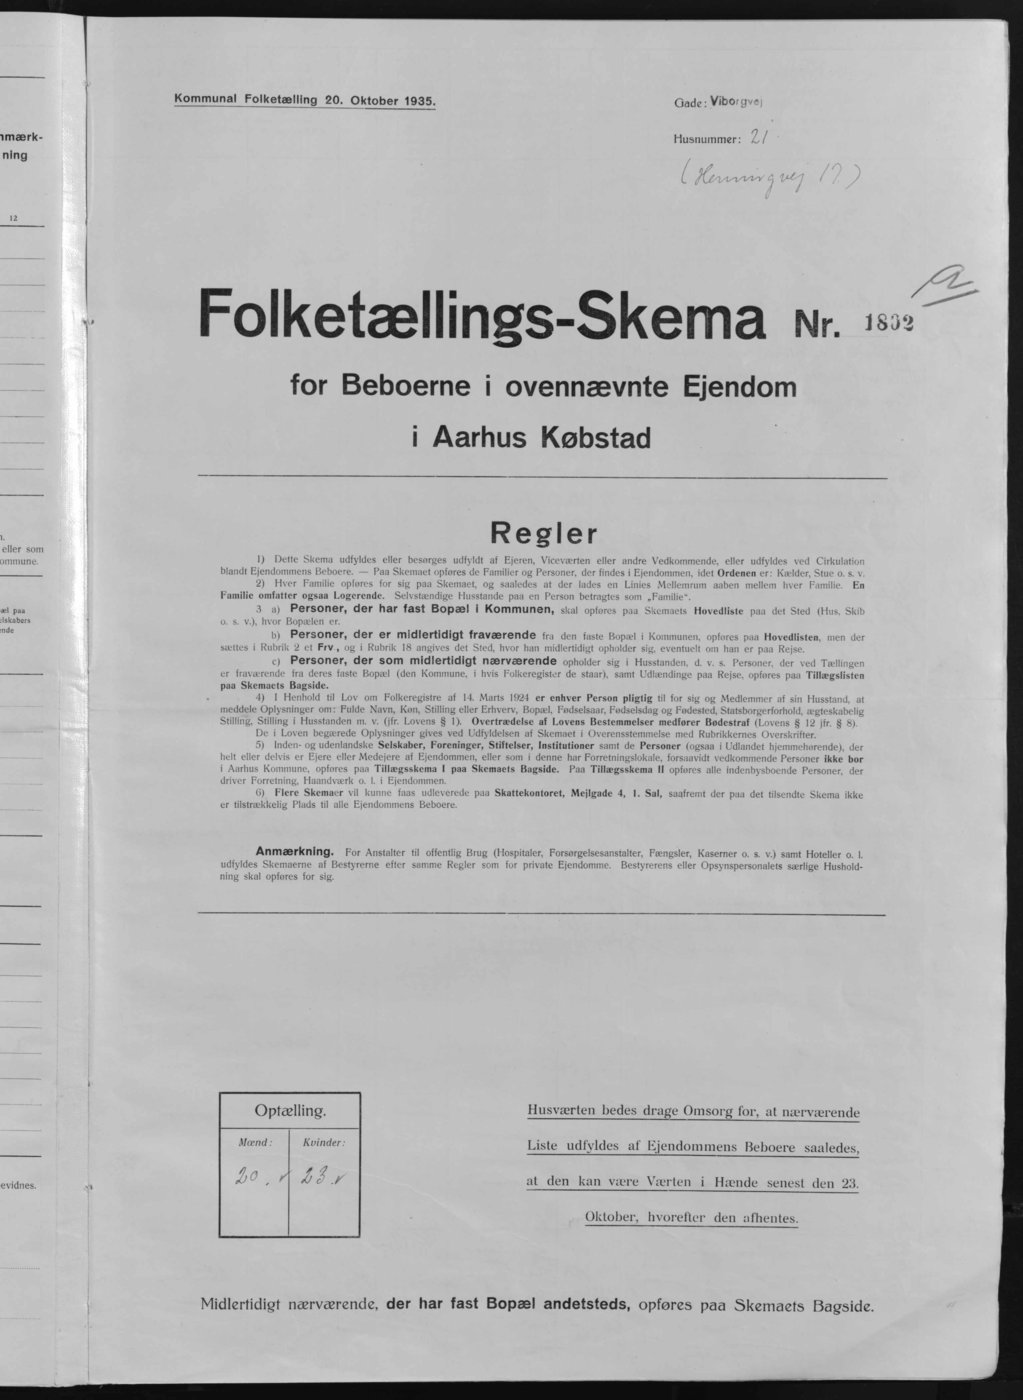 nmærk-
ning
12
n.
eller som
ommune.
æl paa
elskabers
ende
evidnes.
Kommunal Folketælling 20. Oktober 1935.
Gade: Viborgvej
Husnummer: 21
(Herningvej 17)
a
Folketællings-Skema Nr. 1802
for Beboerne i ovennævnte Ejendom
i Aarhus Købstad
Regler
1) Dette Skema udfyldes eller besørges udfyldt af Ejeren, Viceværten eller andre Vedkommende, eller udfyldes ved Cirkulation
blandt Ejendommens Beboere. — Paa Skemaet opføres de Familier og Personer, der findes i Ejendommen, idet Ordenen er: Kælder, Stue o. s. v.
2) Hver Familie opføres for sig paa Skemaet, og saaledes at der lades en Linies Mellemrum aaben mellem hver Familie. En
Familie omfatter ogsaa Logerende. Selvstændige Husstande paa en Person betragtes som „Familie“.
3 a) Personer, der har fast Bopæl i Kommunen, skal opføres paa Skemaets Hovedliste paa det Sted (Hus, Skib
o. s. v.), hvor Bopælen er.
b) Personer, der er midlertidigt fraværende fra den faste Bopæl i Kommunen, opføres paa Hovedlisten, men der
sættes i Rubrik 2 et Frv., og i Rubrik 18 angives det Sted, hvor han midlertidigt opholder sig, eventuelt om han er paa Rejse.
c) Personer, der som midlertidigt nærværende opholder sig i Husstanden, d. v. s. Personer, der ved Tællingen
er fraværende fra deres faste Bopæl (den Kommune, i hvis Folkeregister de staar), samt Udlændinge paa Rejse, opføres paa Tillægslisten
paa Skemaets Bagside.
4) I Henhold til Lov om Folkeregistre af 14. Marts 1924 er enhver Person pligtig til for sig og Medlemmer af sin Husstand, at
meddele Oplysninger om: Fulde Navn, Køn, Stilling eller Erhverv, Bopæl, Fødselsaar, Fødselsdag og Fødested, Statsborgerforhold, ægteskabelig
Stilling, Stilling i Husstanden m. v. (jfr. Lovens § 1). Overtrædelse af Lovens Bestemmelser medfører Bødestraf (Lovens § 12 jfr. § 8).
De i Loven begærede Oplysninger gives ved Udfyldelsen af Skemaet i Overensstemmelse med Rubrikkernes Overskrifter.
5) Inden- og udenlandske Selskaber, Foreninger, Stiftelser, Institutioner samt de Personer (ogsaa i Udlandet hjemmehørende), der
helt eller delvis er Ejere eller Medejere af Ejendommen, eller som i denne har Forretningslokale, forsaavidt vedkommende Personer ikke bor
i Aarhus Kommune, opføres paa Tillægsskema I paa Skemaets Bagside. Paa Tillægsskema II opføres alle indenbysboende Personer, der
driver Forretning, Haandværk o. l. i Ejendommen.
6) Flere Skemaer vil kunne faas udleverede paa Skattekontoret, Mejlgade 4, 1. Sal, saafremt der paa det tilsendte Skema ikke
er tilstrækkelig Plads til alle Ejendommens Beboere.
Anmærkning. For Anstalter til offentlig Brug (Hospitaler, Forsørgelsesanstalter, Fængsler, Kaserner o. s. v.) samt Hoteller o. l.
udfyldes Skemaerne af Bestyrerne efter samme Regler som for private Ejendomme. Bestyrerens eller Opsynspersonalets særlige Hushold-
ning skal opføres for sig.
Optælling.
Mænd: Kvinder:
20. ✓ 23. ✓
Husværten bedes drage Omsorg for, at nærværende
Liste udfyldes af Ejendommens Beboere saaledes,
at den kan være Værten i Hænde senest den 23.
Oktober, hvorefter den afhentes.
Midlertidigt nærværende, der har fast Bopæl andetsteds, opføres paa Skemaets Bagside.